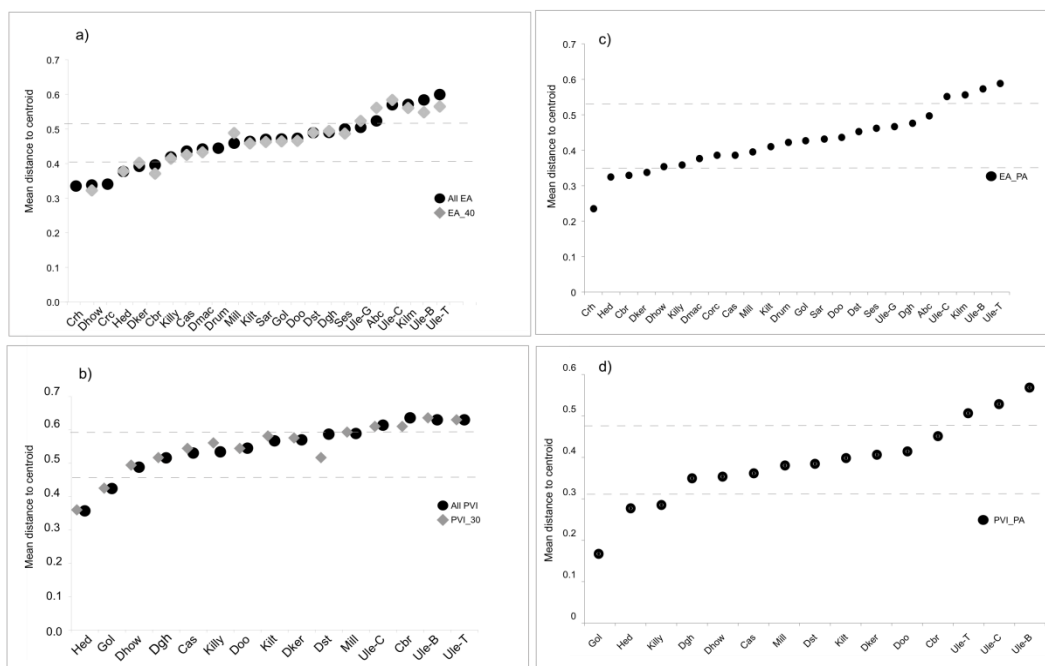 a)
Mean distance to centroid
0.7
0.6
0.5
0.4
0.3
0.2
0.1
0.0
All EA
EA_40
Crh
Dhow
Crc
Hed
Dker
Cbr
Killy
Cas
Dmac
Drum
Mill
Kilt
Sar
Gol
Doo
Dst
Dgh
Ses
Ule-G
Abc
Ule-C
Kilm
Ule-B
Ule-T
c)
Mean distance to centroid
0.7
0.6
0.5
0.4
0.3
0.2
0.1
0.0
EA_PA
Crh
Hed
Cbr
Dker
Dhow
Killy
Dmac
Corc
Cas
Mill
Kilt
Drum
Gol
Sar
Doo
Dst
Ses
Ule-G
Dgh
Abc
Ule-C
Kilm
Ule-B
Ule-T
b)
Mean distance to centroid
0.7
0.6
0.5
0.4
0.3
0.2
0.1
0.0
All PVI
PVI_30
Hed
Gol
Dhow
Dgh
Cas
Killy
Doo
Kilt
Dker
Dst
Mill
Ule-C
Cbr
Ule-B
Ule-T
d)
Mean distance to centroid
0.6
0.5
0.4
0.3
0.2
0.1
0
PVI_PA
Gol
Hed
Killy
Dgh
Dhow
Cas
Mill
Dst
Kilt
Dker
Doo
Cbr
Ule-T
Ule-C
Ule-B